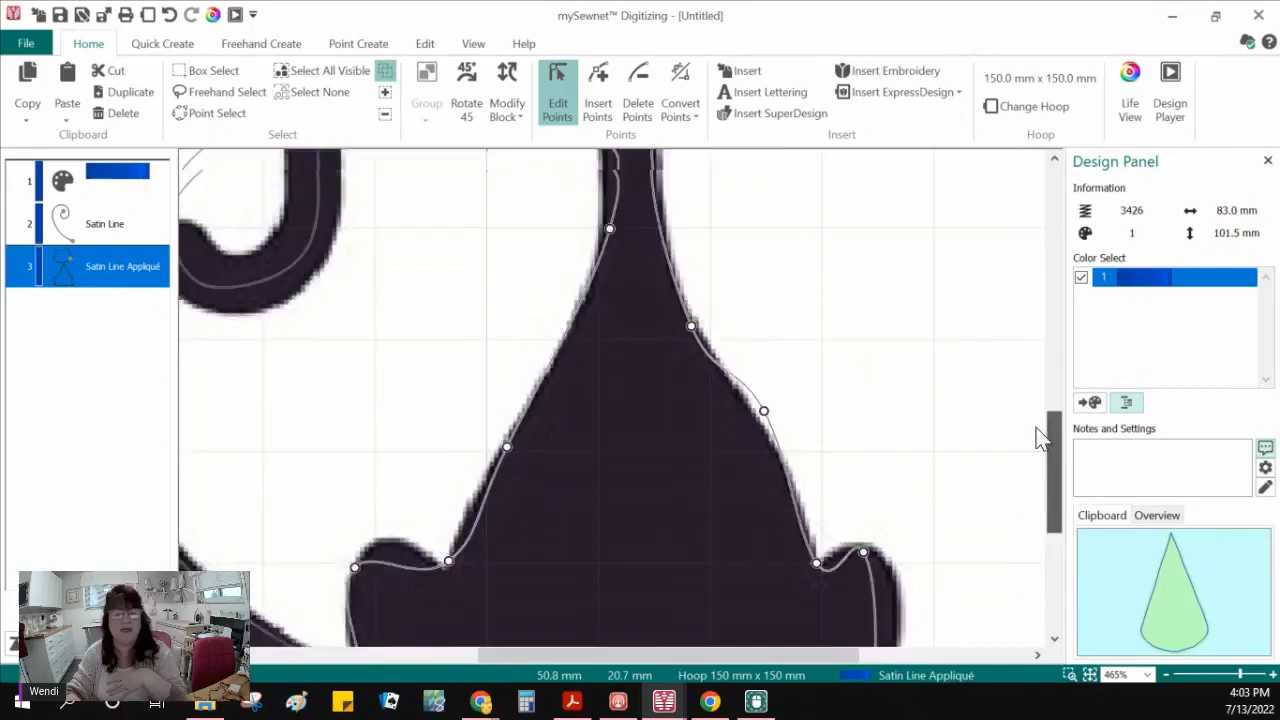 mySewnet™ Digitizing - [Untitled]
File Home Quick Create Freehand Create Point Create Edit View Help
Copy Paste Cut Duplicate Delete
Clipboard
Box Select Freehand Select Point Select Select All Visible Select None
Select
Group Rotate 45 Modify Block
45°
Edit Points Insert Points Delete Points Convert Points
Points
Insert Insert Lettering Insert SuperDesign Insert Embroidery Insert ExpressDesign
Insert
150.0 mm x 150.0 mm
Change Hoop
Hoop
Life View Design Player
1
2 Satin Line
3 Satin Line Appliqué
Design Panel
Information
3426 83.0 mm
1 101.5 mm
Color Select
1
Notes and Settings
Clipboard Overview
Wendi
50.8 mm 20.7 mm Hoop 150 mm x 150 mm Satin Line Appliqué 465%
4:03 PM
7/13/2022